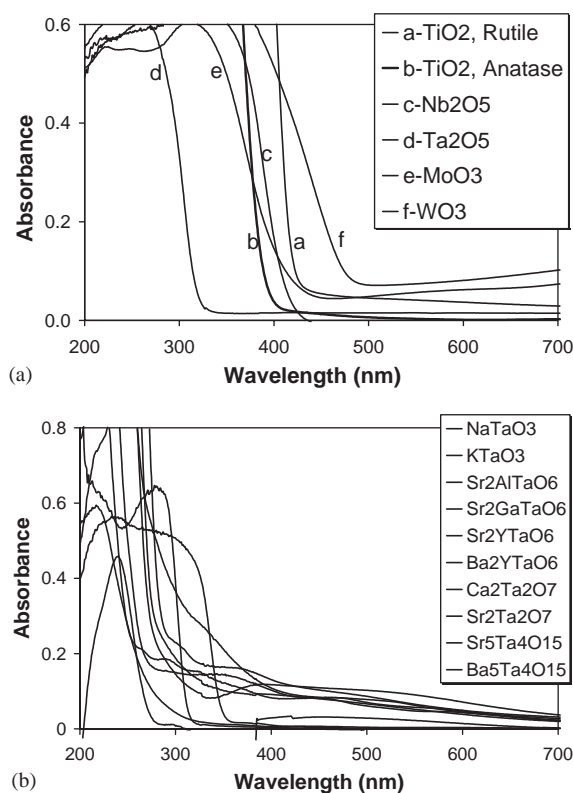 0.6
0.4
0.2
0.0
Absorbance
200 300 400 500 600 700
Wavelength (nm)
(a)
d
e
c
b
a
f
a-TiO2, Rutile
b-TiO2, Anatase
c-Nb2O5
d-Ta2O5
e-MoO3
f-WO3
0.8
0.6
0.4
0.2
0
Absorbance
200 300 400 500 600 700
Wavelength (nm)
(b)
NaTaO3
KTaO3
Sr2AlTaO6
Sr2GaTaO6
Sr2YTaO6
Ba2YTaO6
Ca2Ta2O7
Sr2Ta2O7
Sr5Ta4O15
Ba5Ta4O15